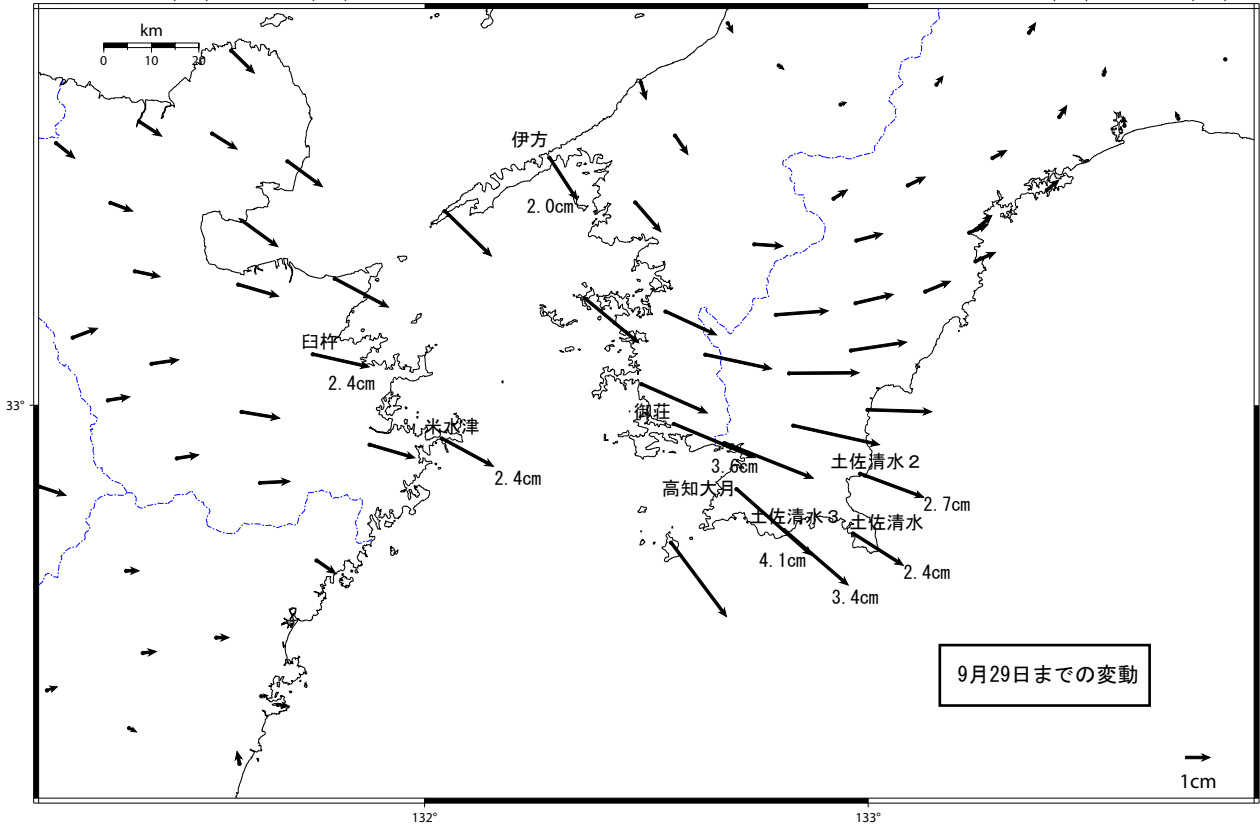 km
0 10 20
伊方
2.0cm
臼杵
2.4cm
33°
御荘
米水津
3.6cm
土佐清水2
2.4cm
高知大月
2.7cm
土佐清水3
土佐清水
4.1cm
2.4cm
3.4cm
9月29日までの変動
1cm
132°
133°